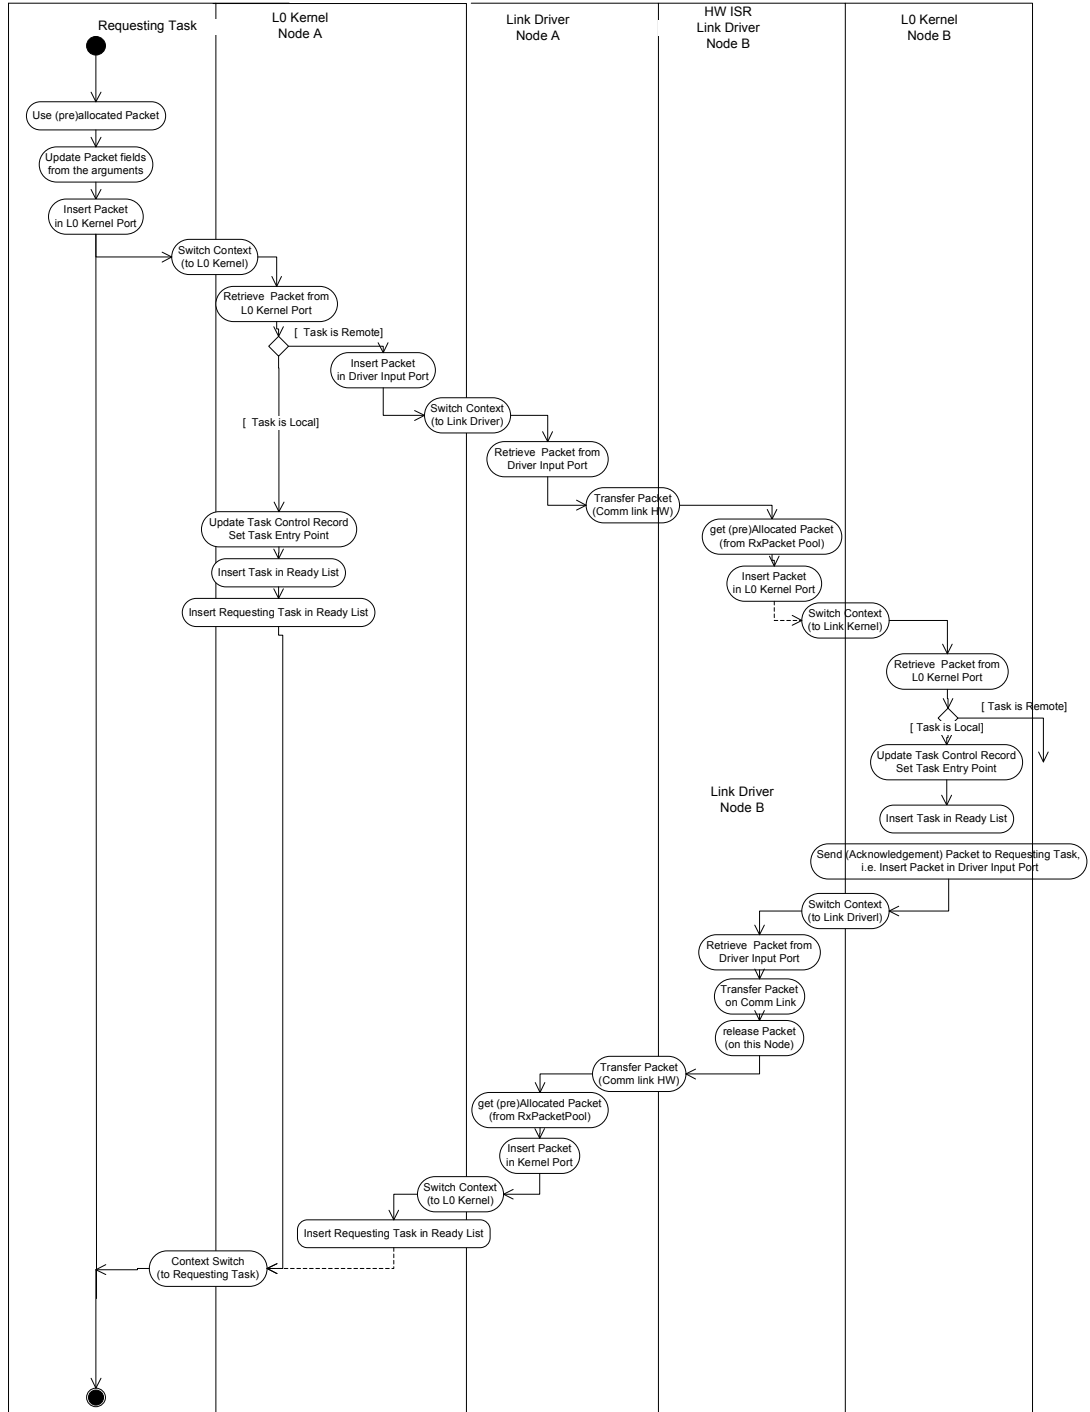 Requesting Task
L0 Kernel
Node A
Link Driver
Node A
HW ISR
Link Driver
Node B
L0 Kernel
Node B
Use (pre)allocated Packet
Update Packet fields
from the arguments
Insert Packet
in L0 Kernel Port
Switch Context
(to L0 Kernel)
Retrieve Packet from
L0 Kernel Port
[ Task is Remote]
Insert Packet
in Driver Input Port
[ Task is Local]
Switch Context
(to Link Driver)
Retrieve Packet from
Driver Input Port
Transfer Packet
(Comm link HW)
Update Task Control Record
Set Task Entry Point
get (pre)Allocated Packet
(from RxPacket Pool)
Insert Task in Ready List
Insert Packet
in L0 Kernel Port
Insert Requesting Task in Ready List
Switch Context
(to Link Kernel)
Retrieve Packet from
L0 Kernel Port
[ Task is Remote]
[ Task is Local]
Update Task Control Record
Set Task Entry Point
Link Driver
Node B
Insert Task in Ready List
Send (Acknowledgement) Packet to Requesting Task,
i.e. Insert Packet in Driver Input Port
Switch Context
(to Link Driverl)
Retrieve Packet from
Driver Input Port
Transfer Packet
on Comm Link
release Packet
(on this Node)
Transfer Packet
(Comm link HW)
get (pre)Allocated Packet
(from RxPacketPool)
Insert Packet
in Kernel Port
Switch Context
(to L0 Kernel)
Insert Requesting Task in Ready List
Context Switch
(to Requesting Task)